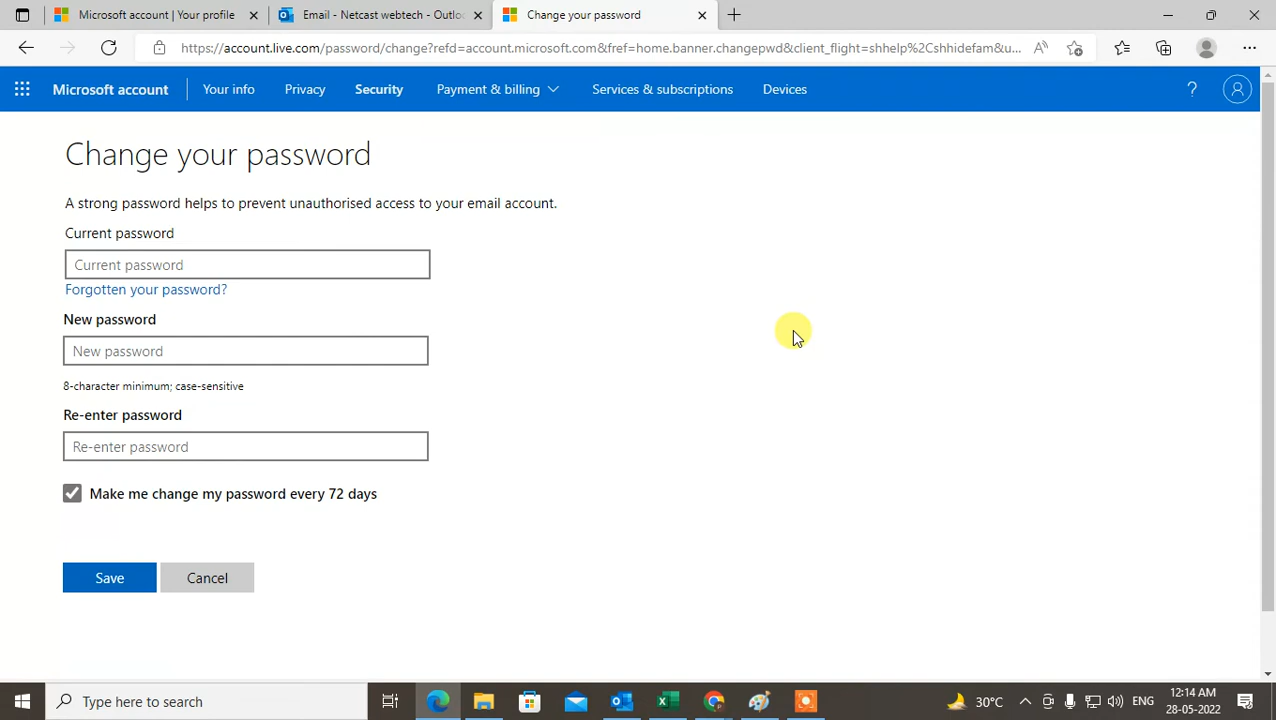 Microsoft account | Your profile
Email - Netcast webtech - Outlo
Change your password
https://account.live.com/password/change?refd=account.microsoft.com&fref=home.banner.changepwd&client_flight=shhelp%2Cshhidefam&u...
Microsoft account
Your info
Privacy
Security
Payment & billing
Services & subscriptions
Devices
?
Change your password
A strong password helps to prevent unauthorised access to your email account.
Current password
Current password
Forgotten your password?
New password
New password
8-character minimum; case-sensitive
Re-enter password
Re-enter password
Make me change my password every 72 days
Save
Cancel
Type here to search
30°C
ENG
12:14 AM
28-05-2022